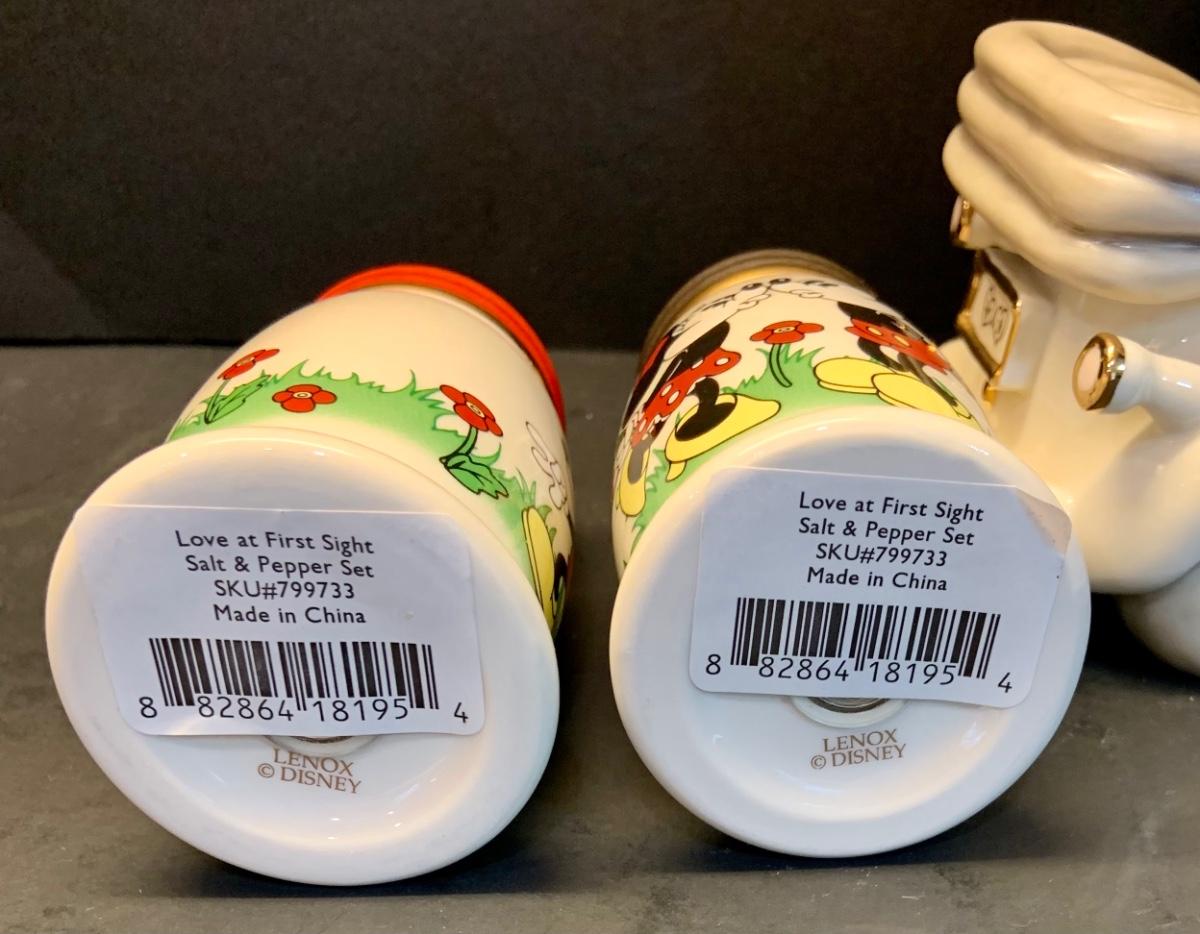 Love at First Sight
Salt & Pepper Set
SKU#799733
Made in China
8 82864 18195 4
LENOX
© DISNEY
Love at First Sight
Salt & Pepper Set
SKU#799733
Made in China
8 82864 18195 4
LENOX
© DISNEY